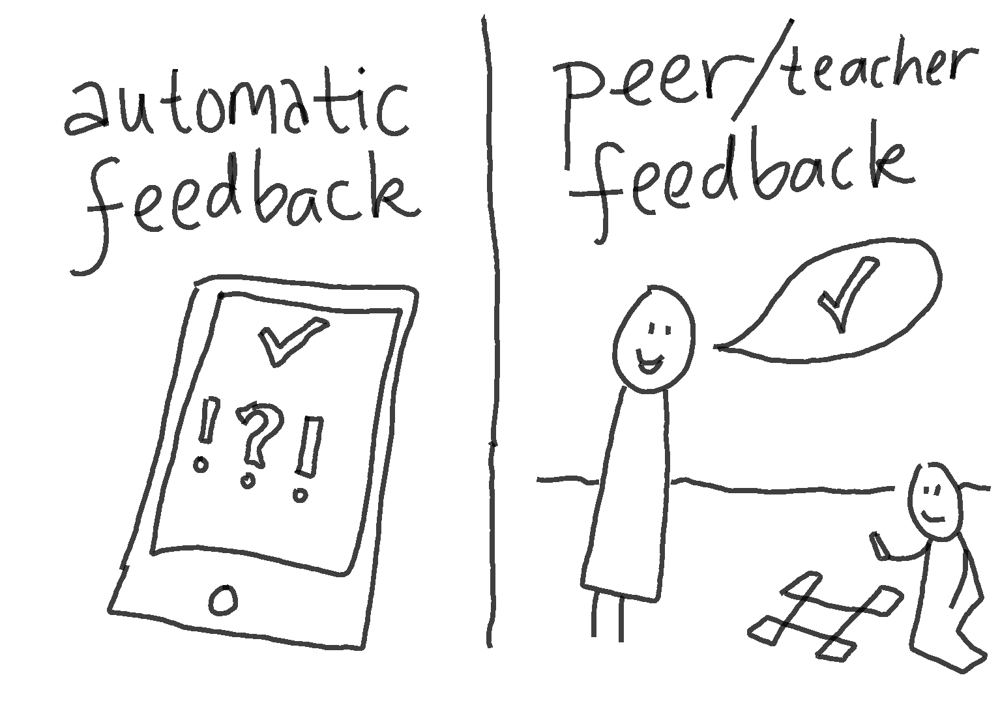 automatic
feedback
! ? !
peer/teacher
feedback